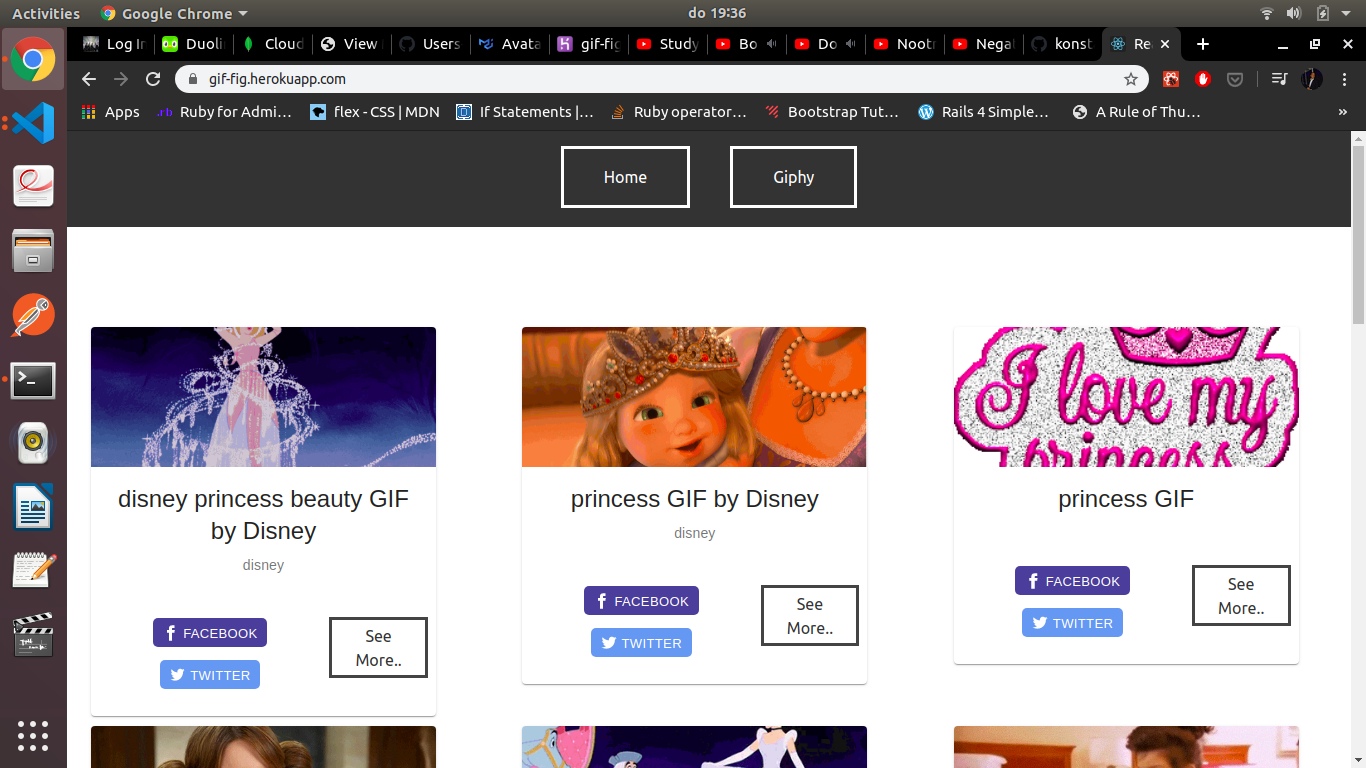 Activities Google Chrome do 19:36
Log In Duoli Cloud View Users Avata gif-fig Study Bo Do Nootr Negat konst Re
gif-fig.herokuapp.com
Apps .rb Ruby for Admi... flex - CSS | MDN If Statements |... Ruby operator... Bootstrap Tut... Rails 4 Simple... A Rule of Thu... »
Home Giphy
I love my
princess
disney princess beauty GIF
by Disney
disney
FACEBOOK
TWITTER
See
More..
princess GIF by Disney
disney
FACEBOOK
TWITTER
See
More..
princess GIF
FACEBOOK
TWITTER
See
More..